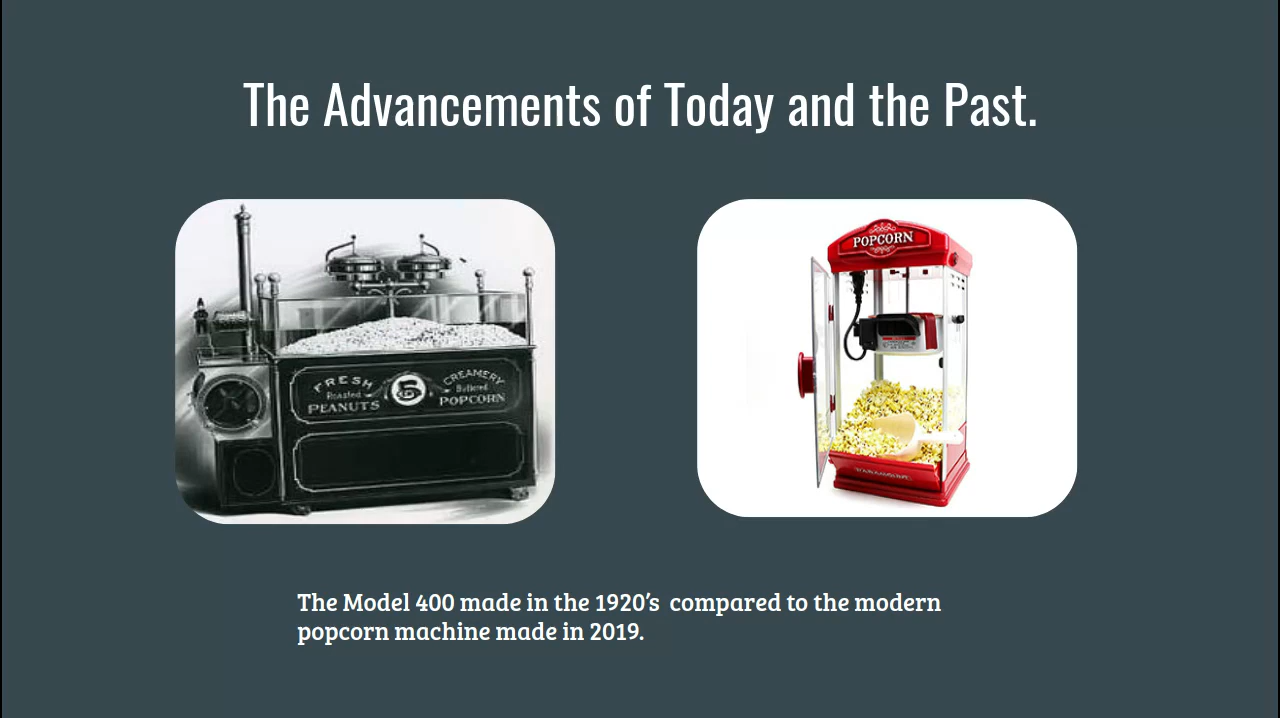 The Advancements of Today and the Past.
FRESH
Roasted
PEANUTS
5
CREAMERY
Buttered
POPCORN
POPCORN
The Model 400 made in the 1920’s  compared to the modern
popcorn machine made in 2019.